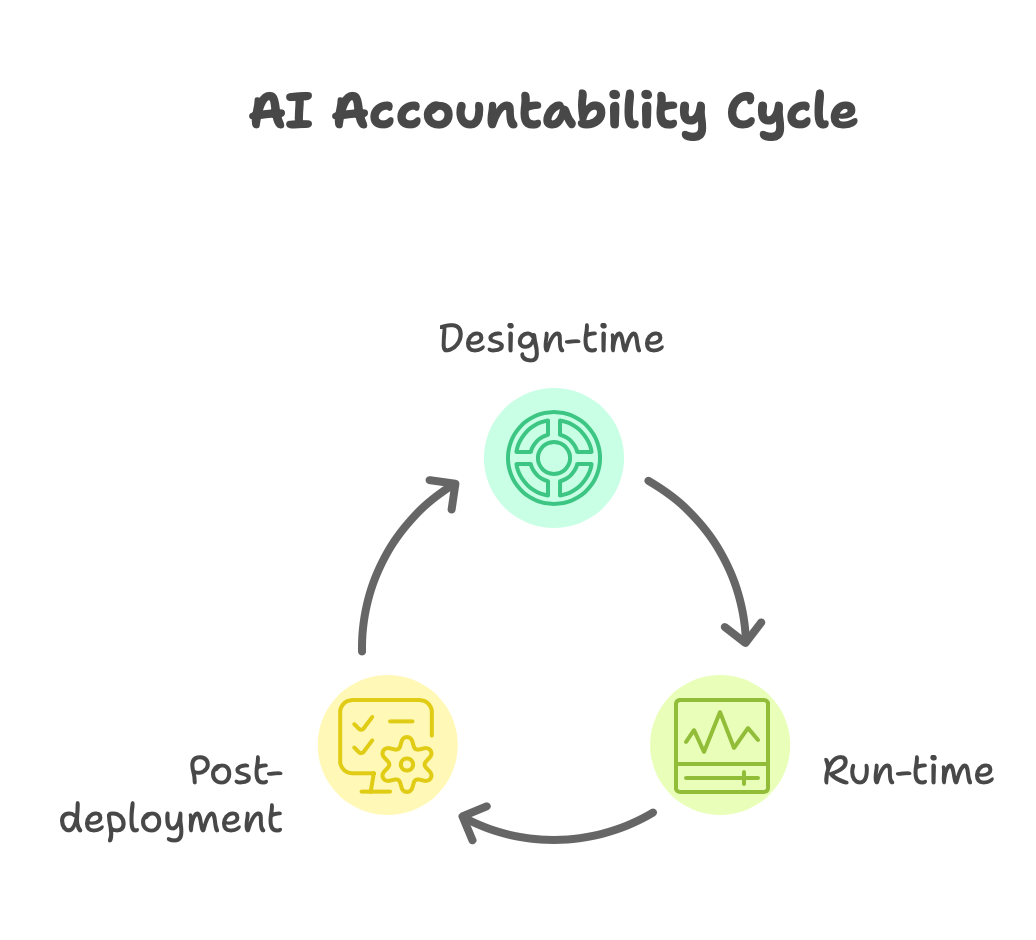 AI Accountability Cycle
Design-time
Run-time
Post-
deployment